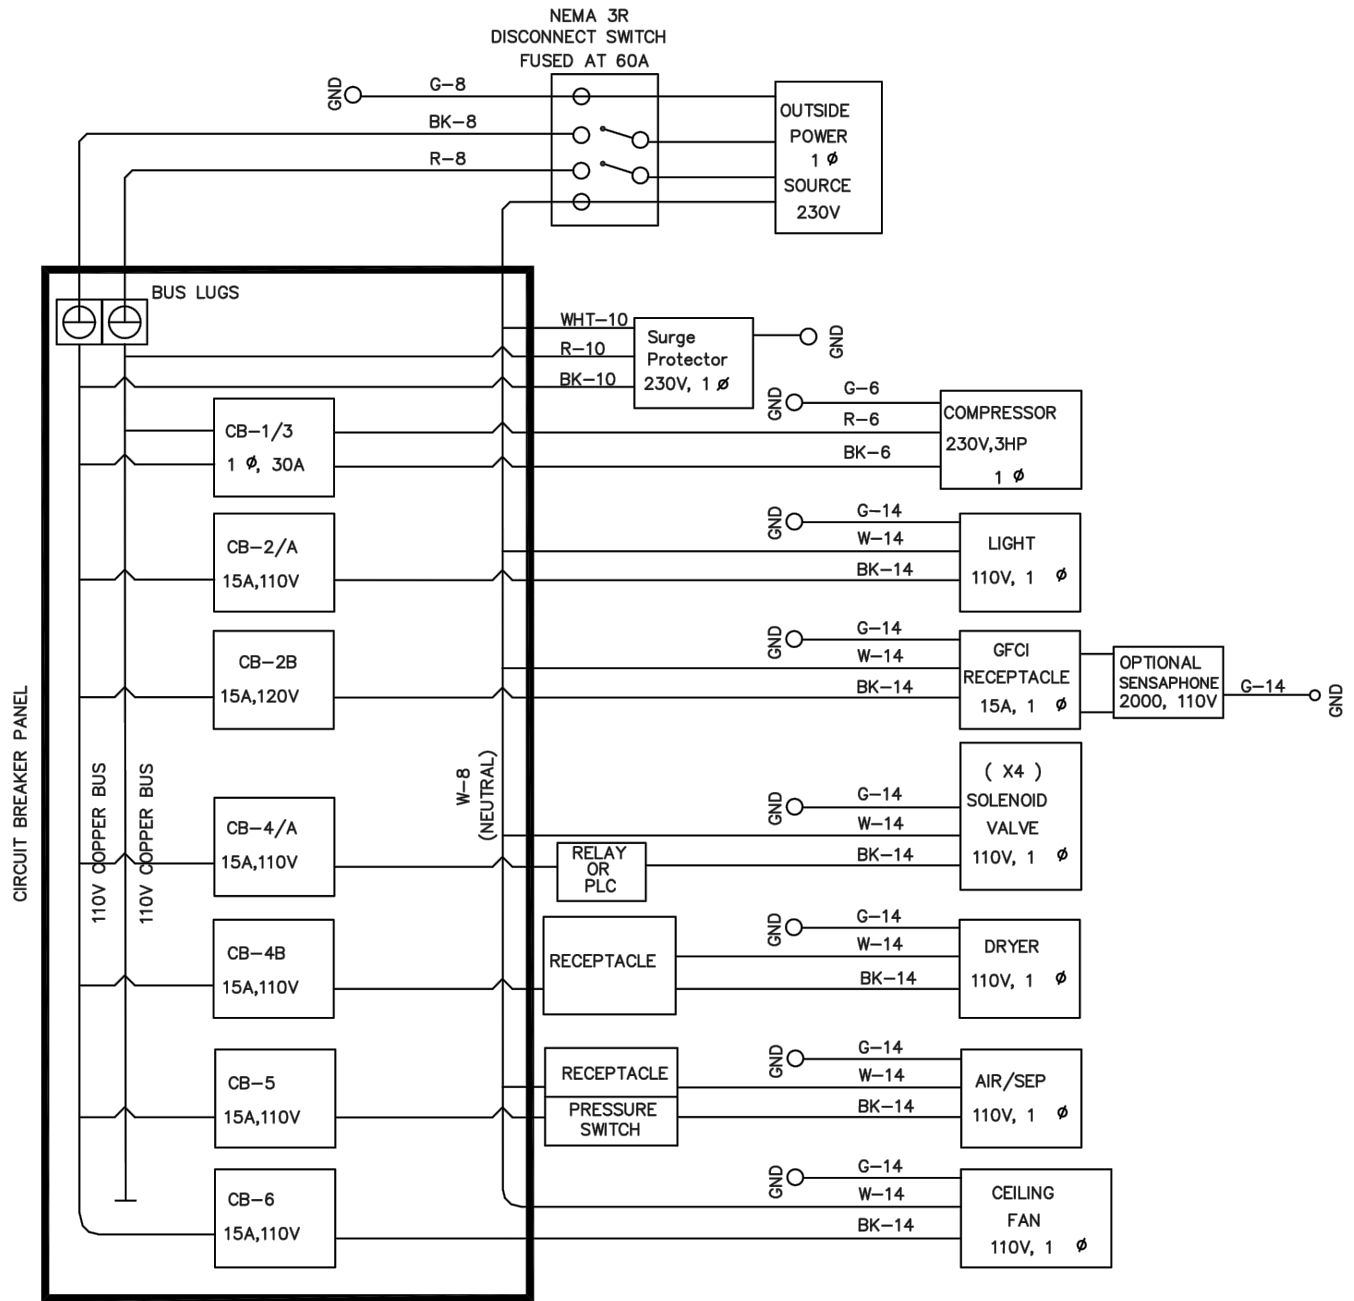 NEMA 3R
DISCONNECT SWITCH
FUSED AT 60A
GND
G-8
BK-8
R-8
OUTSIDE
POWER
1 Ø
SOURCE
230V
BUS LUGS
WHT-10
R-10
BK-10
Surge
Protector
230V, 1 Ø
GND
CB-1/3
1 Ø, 30A
GND
G-6
R-6
BK-6
COMPRESSOR
230V,3HP
1 Ø
CB-2/A
15A,110V
GND
G-14
W-14
BK-14
LIGHT
110V, 1 Ø
CB-2B
15A,120V
GND
G-14
W-14
BK-14
GFCI
RECEPTACLE
15A, 1 Ø
OPTIONAL
SENSAPHONE
2000, 110V
G-14
GND
CIRCUIT BREAKER PANEL
110V COPPER BUS
110V COPPER BUS
W-8
(NEUTRAL)
CB-4/A
15A,110V
RELAY
OR
PLC
GND
G-14
W-14
BK-14
( X4 )
SOLENOID
VALVE
110V, 1 Ø
CB-4B
15A,110V
RECEPTACLE
GND
G-14
W-14
BK-14
DRYER
110V, 1 Ø
CB-5
15A,110V
RECEPTACLE
PRESSURE
SWITCH
GND
G-14
W-14
BK-14
AIR/SEP
110V, 1 Ø
CB-6
15A,110V
GND
G-14
W-14
BK-14
CEILING
FAN
110V, 1 Ø